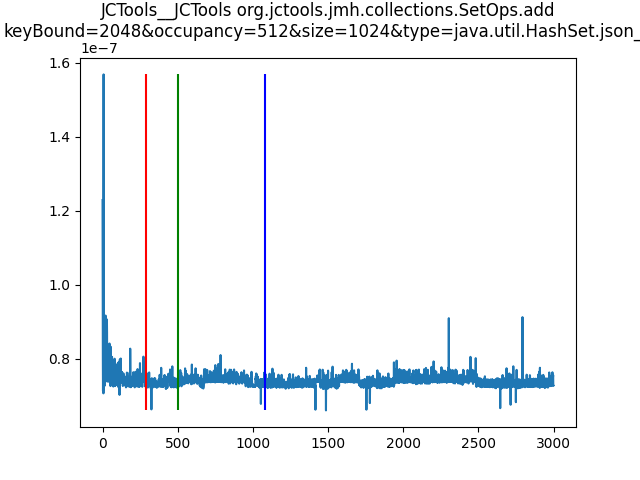 JCTools__JCTools org.jctools.jmh.collections.SetOps.add
keyBound=2048&occupancy=512&size=1024&type=java.util.HashSet.json_
1e−7
1.6
1.4
1.2
1.0
0.8
0 500 1000 1500 2000 2500 3000